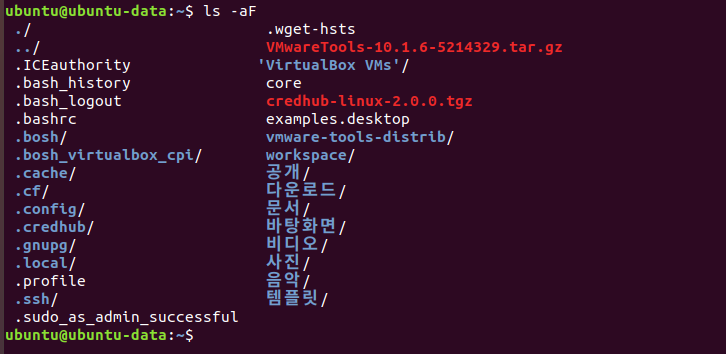 ubuntu@ubuntu-data:~$ ls -aF
./ .wget-hsts
../ VMwareTools-10.1.6-5214329.tar.gz
.ICEauthority 'VirtualBox VMs'/
.bash_history core
.bash_logout credhub-linux-2.0.0.tgz
.bashrc examples.desktop
.bosh/ vmware-tools-distrib/
.bosh_virtualbox_cpi/ workspace/
.cache/ 공개/
.cf/ 다운로드/
.config/ 문서/
.credhub/ 바탕화면/
.gnupg/ 비디오/
.local/ 사진/
.profile 음악/
.ssh/ 템플릿/
.sudo_as_admin_successful
ubuntu@ubuntu-data:~$